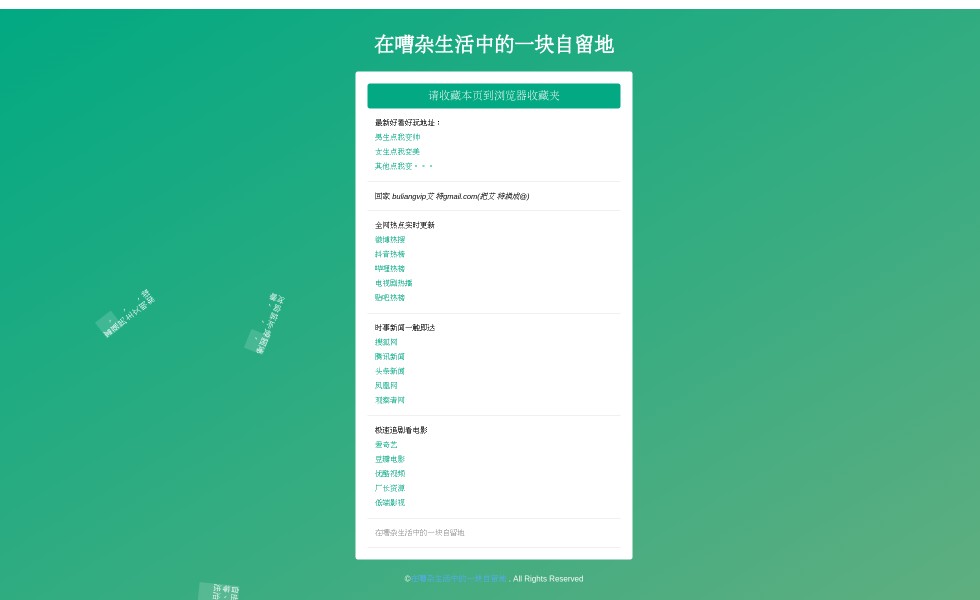 在嘈杂生活中的一块自留地
请收藏本页到浏览器收藏夹
最新好看好玩地址：
男生点我变帅
女生点我变美
其他点我变・・・
回家 buliangvip艾特gmail.com(把艾特换成@)
全网热点实时更新
微博热搜
抖音热榜
哔哩热榜
电视剧热播
贴吧热榜
时事新闻一触即达
搜狐网
腾讯新闻
头条新闻
凤凰网
观察者网
极速追剧看电影
爱奇艺
豆瓣电影
优酷视频
厂长资源
低端影视
在嘈杂生活中的一块自留地
©在嘈杂生活中的一块自留地 . All Rights Reserved